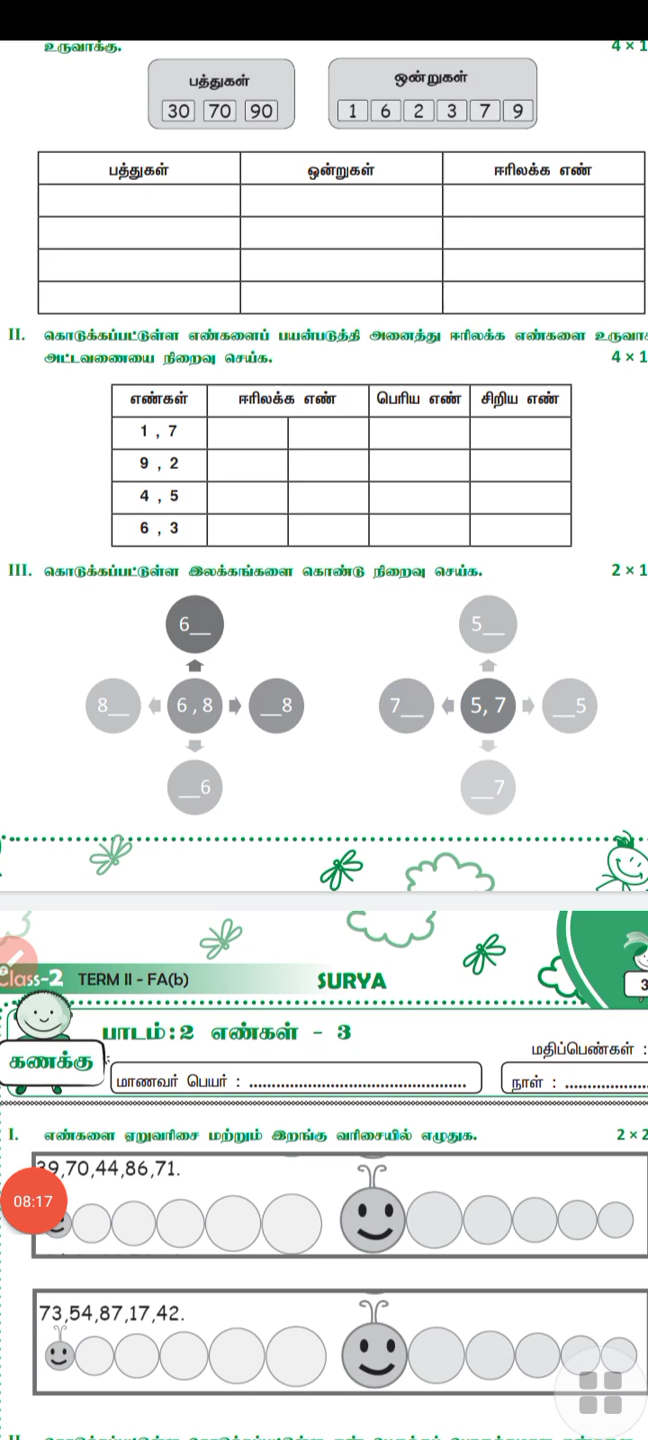 உருவாக்கு. 4 × 1
பத்துகள் ஒன்றுகள்
30 70 90 1 6 2 3 7 9
பத்துகள் ஒன்றுகள் ஈரிலக்க எண்
II. கொடுக்கப்பட்டுள்ள எண்களைப் பயன்படுத்தி அனைத்து ஈரிலக்க எண்களை
அட்டவணையை நிறைவு செய்க. 4 × 1
எண்கள் ஈரிலக்க எண் பெரிய எண் சிறிய எண்
1 , 7
9 , 2
4 , 5
6 , 3
III. கொடுக்கப்பட்டுள்ள இலக்கங்களை கொண்டு நிறைவு செய்க. 2 × 1
6__ 5__
8__ 6 , 8 __8 7__ 5, 7 __5
__6 __7
Class-2 TERM II - FA(b) SURYA 3
பாடம்:2 எண்கள் - 3
கணக்கு மதிப்பெண்கள் :
மாணவர் பெயர் : ................................................ நாள் : ..................
I. எண்களை ஏறுவரிசை மற்றும் இறங்கு வரிசையில் எழுதுக. 2 × 2
39,70,44,86,71.
08:17
73,54,87,17,42.